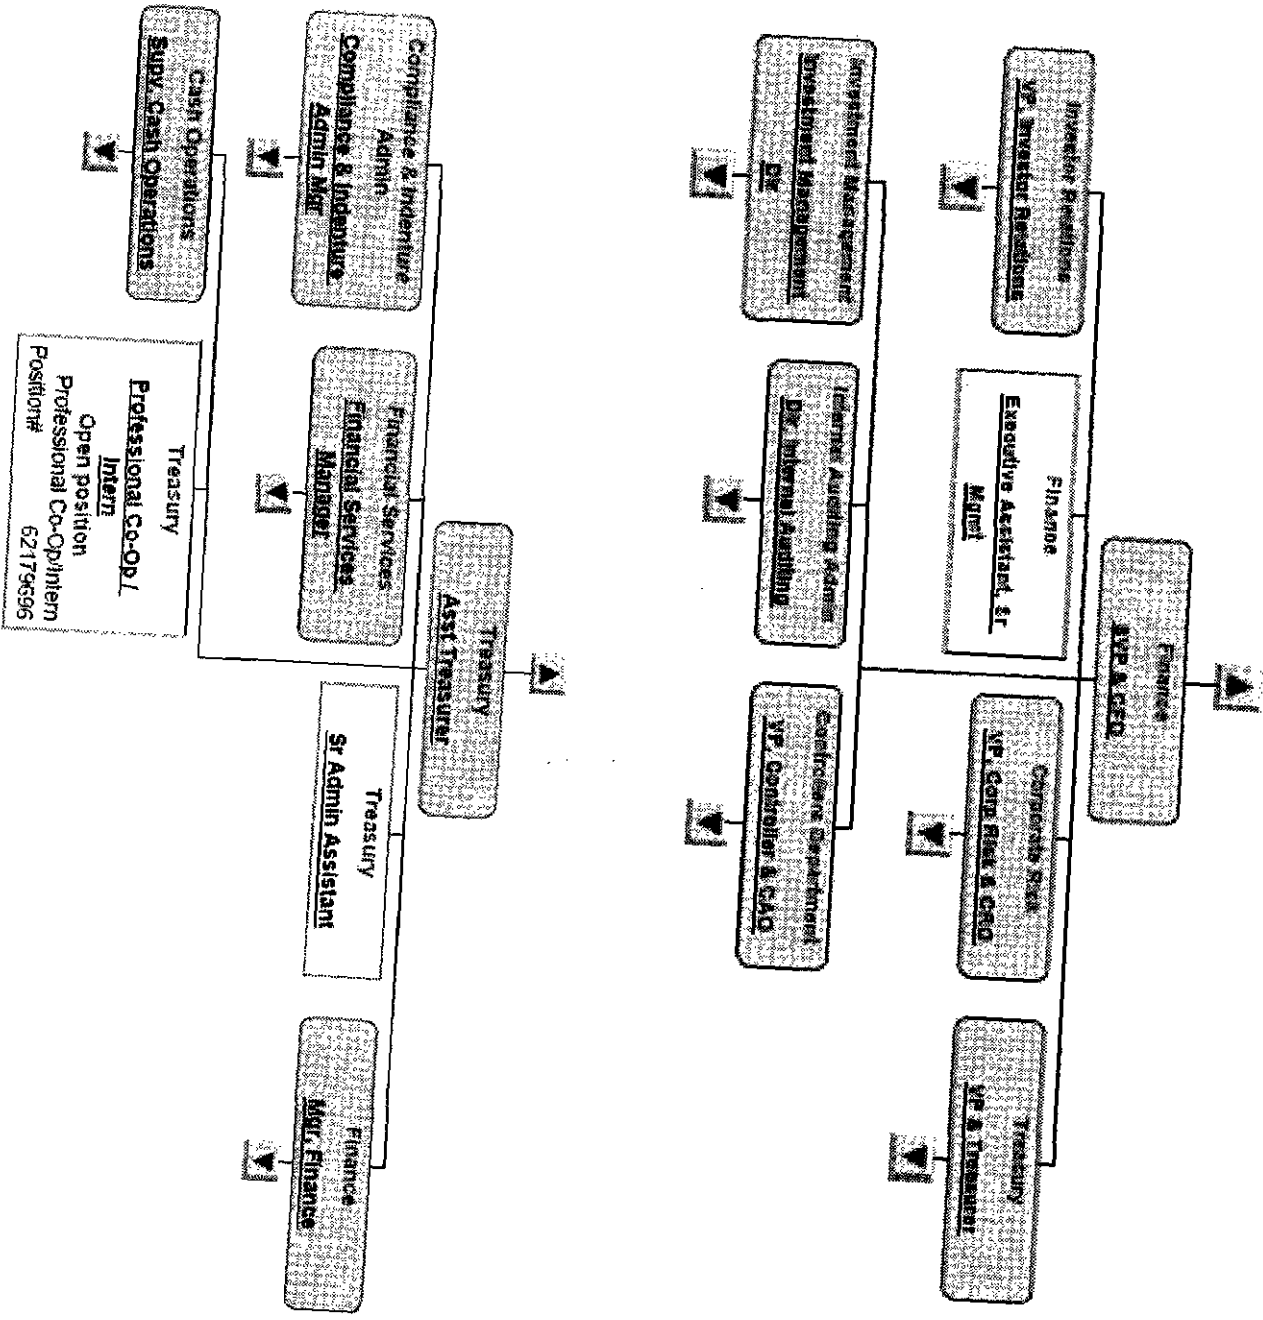 Finance
SVP & CFO
Investor Relations
VP, Investor Relations
Finance
Executive Assistant, Sr
Mgmt
Corporate Risk
VP, Corp Risk & CRO
Treasury
VP & Treasurer
Investment Management
Investment Management
Dir
Internal Auditing Admin
Dir, Internal Auditing
Controllers Department
VP, Controller & CAO
Treasury
Asst Treasurer
Compliance & Indenture
Admin
Compliance & Indenture
Admin Mgr
Financial Services
Financial Services
Manager
Treasury
Sr Admin Assistant
Finance
Mgr, Finance
Cash Operations
Supv, Cash Operations
Treasury
Professional Co-Op /
Intern
Open position
Professional Co-Op/Intern
Position# 62179696